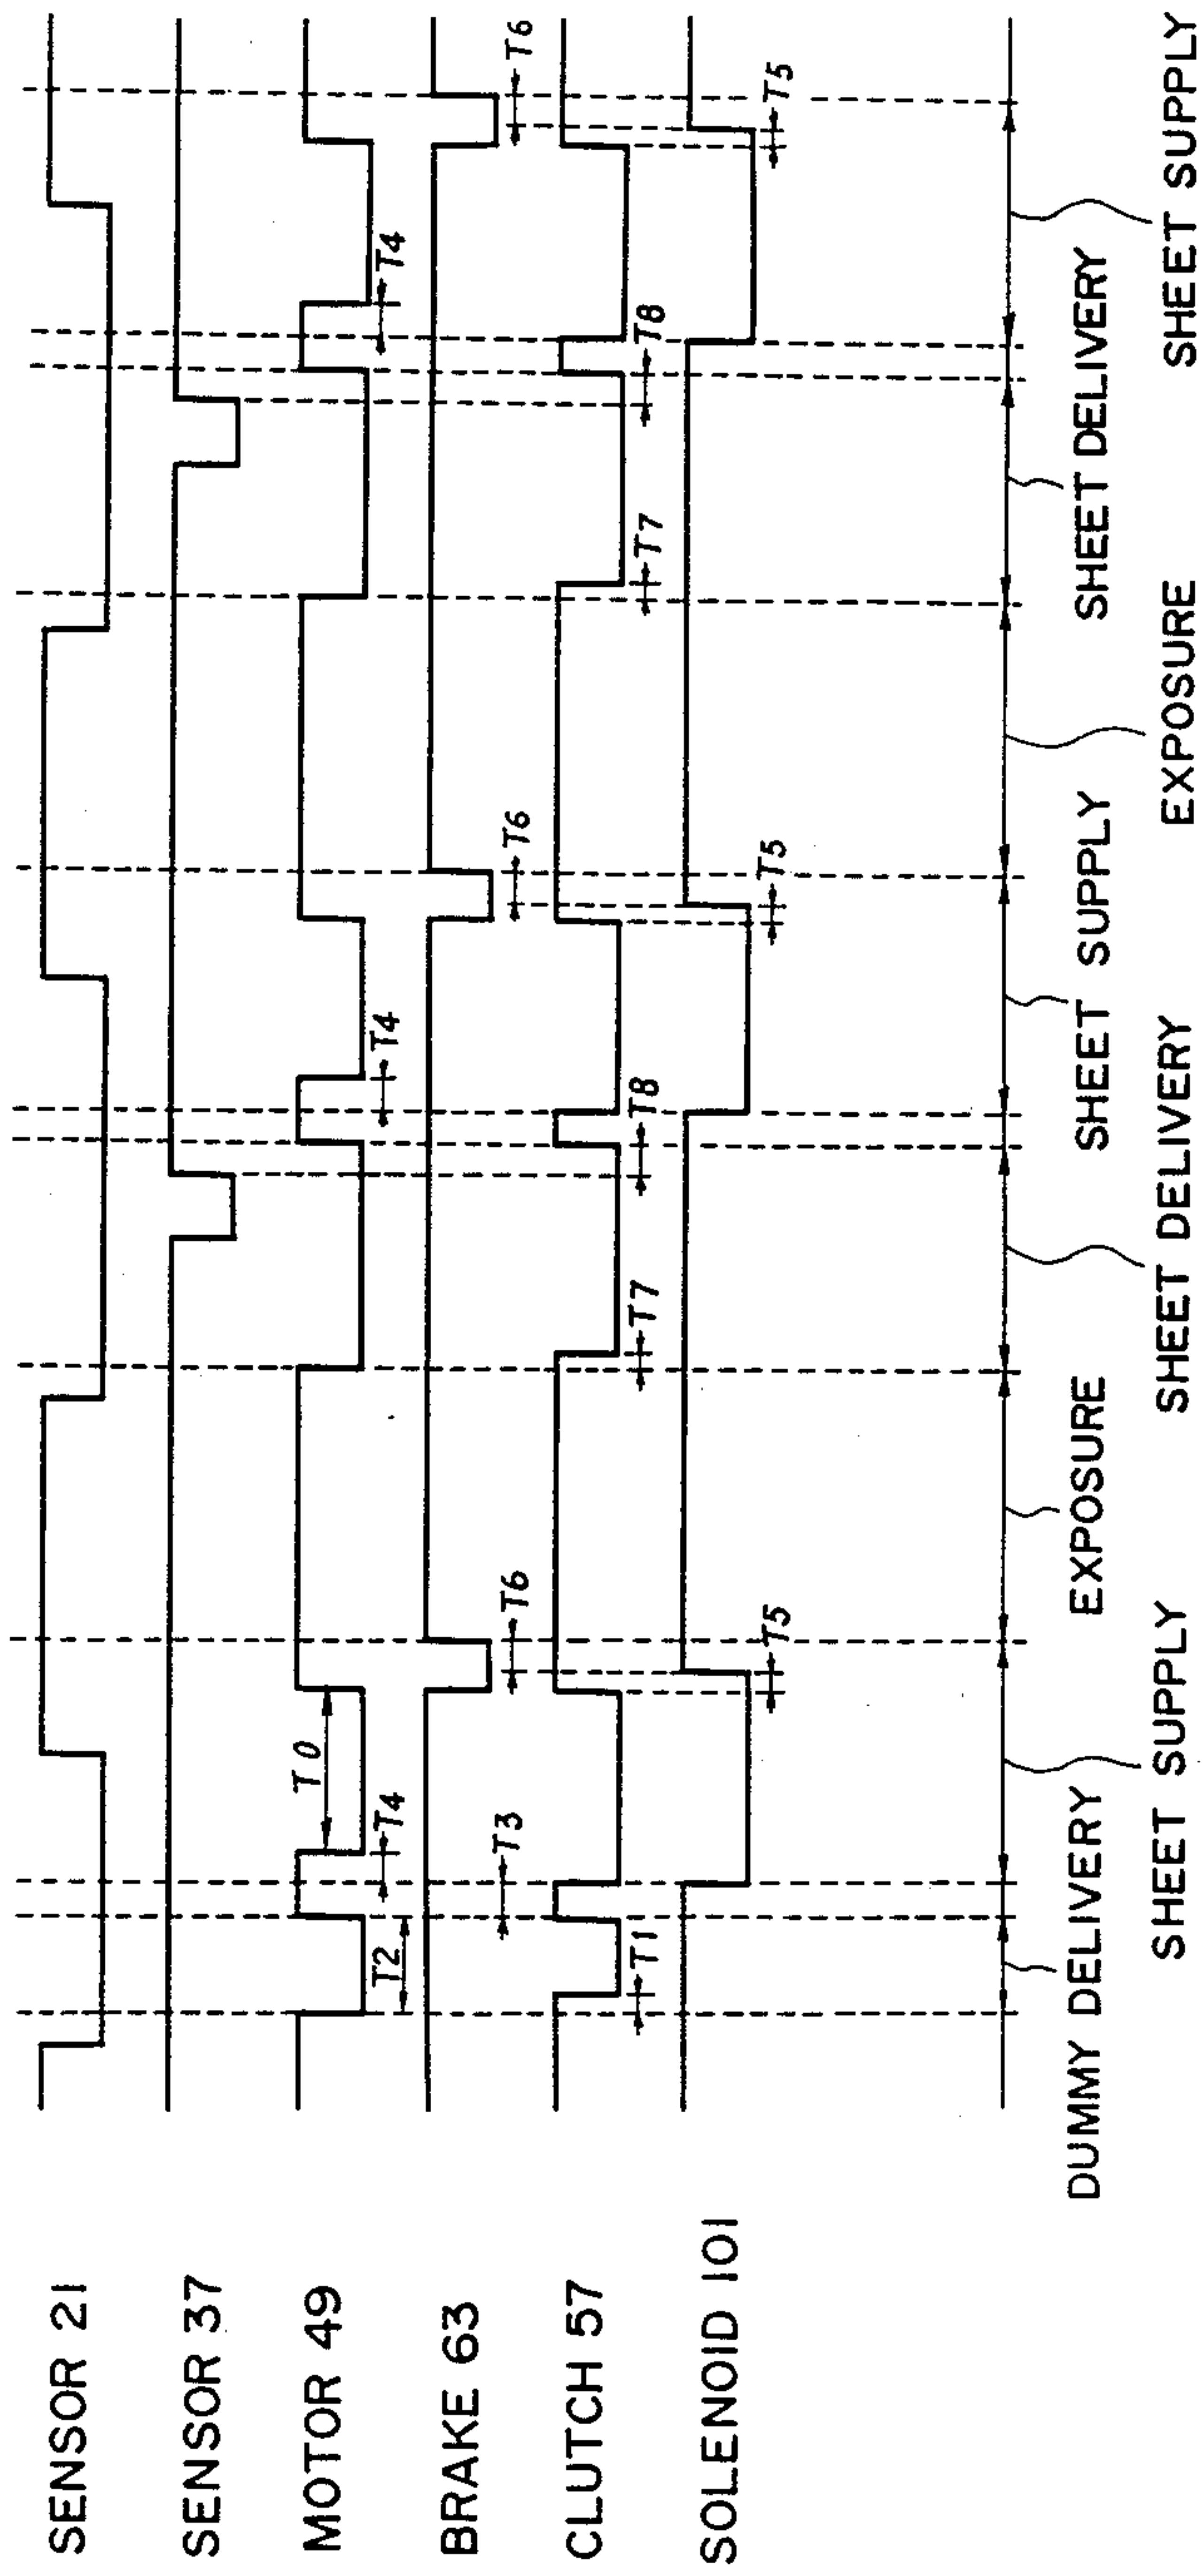 SENSOR 21
SENSOR 37
MOTOR 49
T2 T4 T0 T4 T4
BRAKE 63
T3 T6 T6 T6
CLUTCH 57
T1 T7 T8 T7 T8
SOLENOID 101
T5 T5 T5
DUMMY DELIVERY
EXPOSURE
SHEET SUPPLY
SHEET DELIVERY
SHEET SUPPLY
SHEET DELIVERY
EXPOSURE
SHEET SUPPLY